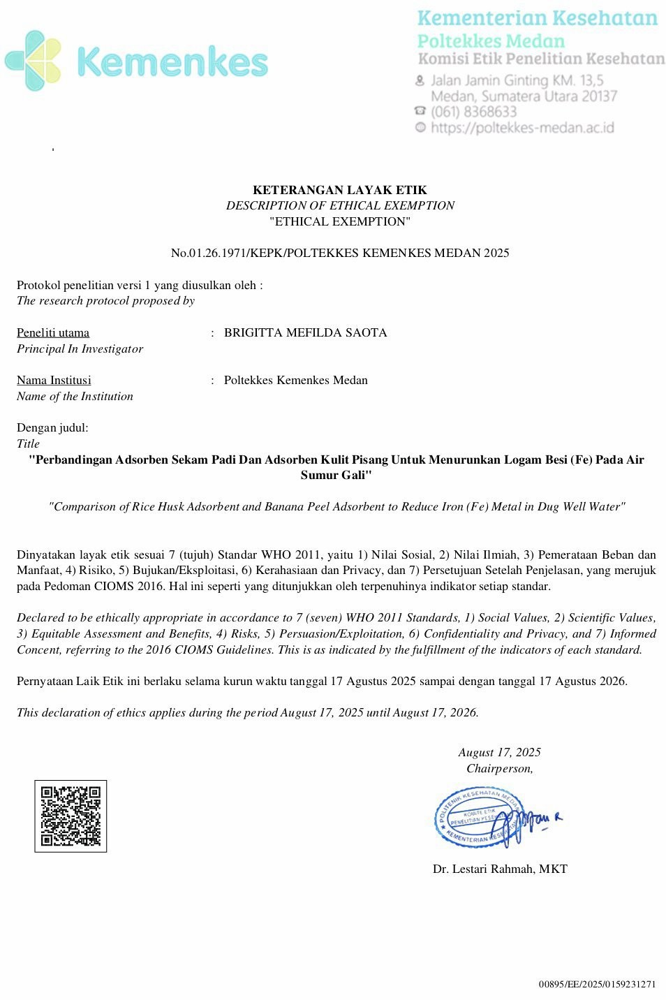 Kemenkes
Kementerian Kesehatan
Poltekkes Medan
Komisi Etik Penelitian Kesehatan
Jalan Jamin Ginting KM. 13,5
Medan, Sumatera Utara 20137
(061) 8368633
https://poltekkes-medan.ac.id
KETERANGAN LAYAK ETIK
DESCRIPTION OF ETHICAL EXEMPTION
"ETHICAL EXEMPTION"
No.01.26.1971/KEPK/POLTEKKES KEMENKES MEDAN 2025
Protokol penelitian versi 1 yang diusulkan oleh :
The research protocol proposed by
Peneliti utama : BRIGITTA MEFILDA SAOTA
Principal In Investigator
Nama Institusi : Poltekkes Kemenkes Medan
Name of the Institution
Dengan judul:
Title
"Perbandingan Adsorben Sekam Padi Dan Adsorben Kulit Pisang Untuk Menurunkan Logam Besi (Fe) Pada Air
Sumur Gali"
"Comparison of Rice Husk Adsorbent and Banana Peel Adsorbent to Reduce Iron (Fe) Metal in Dug Well Water"
Dinyatakan layak etik sesuai 7 (tujuh) Standar WHO 2011, yaitu 1) Nilai Sosial, 2) Nilai Ilmiah, 3) Pemerataan Beban dan
Manfaat, 4) Risiko, 5) Bujukan/Eksploitasi, 6) Kerahasiaan dan Privacy, dan 7) Persetujuan Setelah Penjelasan, yang merujuk
pada Pedoman CIOMS 2016. Hal ini seperti yang ditunjukkan oleh terpenuhinya indikator setiap standar.
Declared to be ethically appropriate in accordance to 7 (seven) WHO 2011 Standards, 1) Social Values, 2) Scientific Values,
3) Equitable Assessment and Benefits, 4) Risks, 5) Persuasion/Exploitation, 6) Confidentiality and Privacy, and 7) Informed
Concent, referring to the 2016 CIOMS Guidelines. This is as indicated by the fulfillment of the indicators of each standard.
Pernyataan Laik Etik ini berlaku selama kurun waktu tanggal 17 Agustus 2025 sampai dengan tanggal 17 Agustus 2026.
This declaration of ethics applies during the period August 17, 2025 until August 17, 2026.
August 17, 2025
Chairperson,
POLITEKNIK KESEHATAN MEDAN
KOMITE ETIK
PENELITIAN
KEMENTERIAN KESEHATAN
Dr. Lestari Rahmah, MKT
00895/EE/2025/0159231271